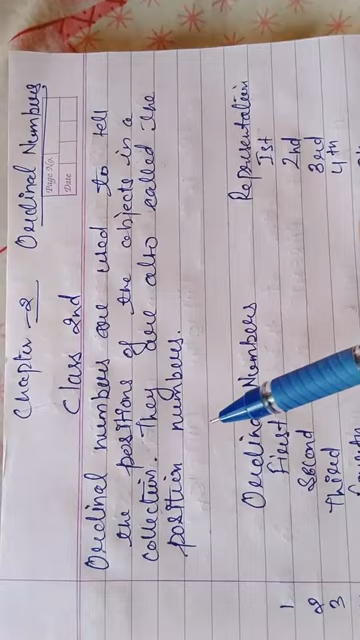 Chapter - 2 Ordinal Numbers
Page No.
Date
Class 2nd
Ordinal numbers are used to tell
the positions of the objects in a
collection. They are also called the
position numbers.
Ordinal Numbers Representation
1 First Ist
2 Second 2nd
3 Third 3rd
4th